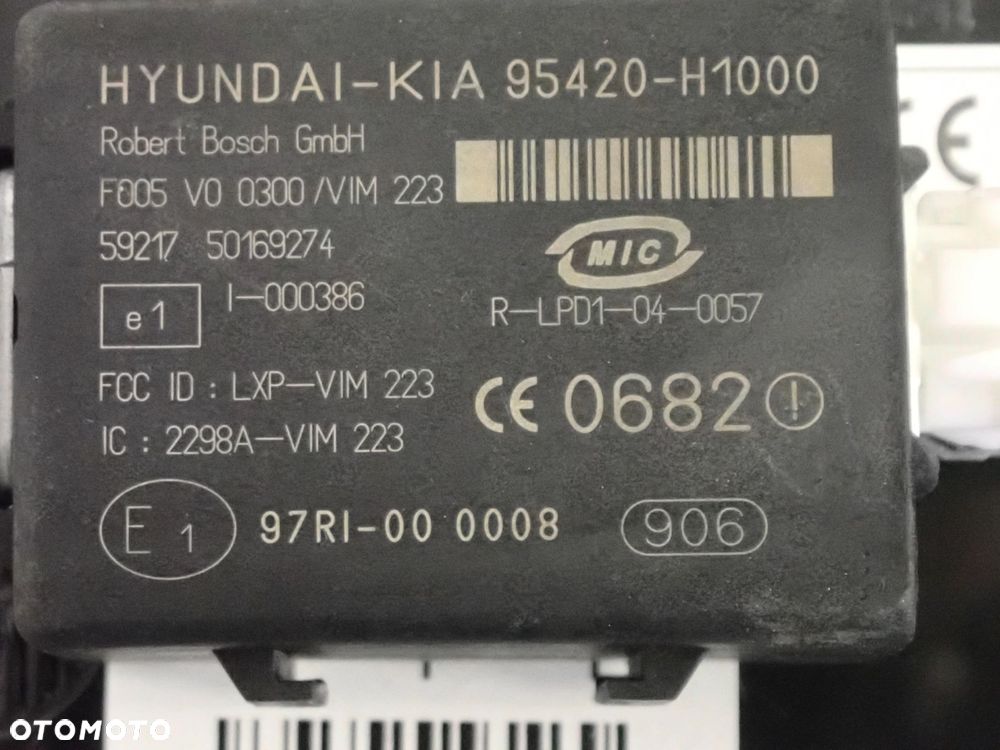 HYUNDAI-KIA 95420-H1000
Robert Bosch GmbH
F005 V0 0300/VIM 223
59217 50169274
MIC
e1 I-000386
R-LPD1-04-0057
FCC ID : LXP-VIM 223
CE 0682 !
IC : 2298A-VIM 223
E1 97RI-00 0008 906
CE
OTOMOTO